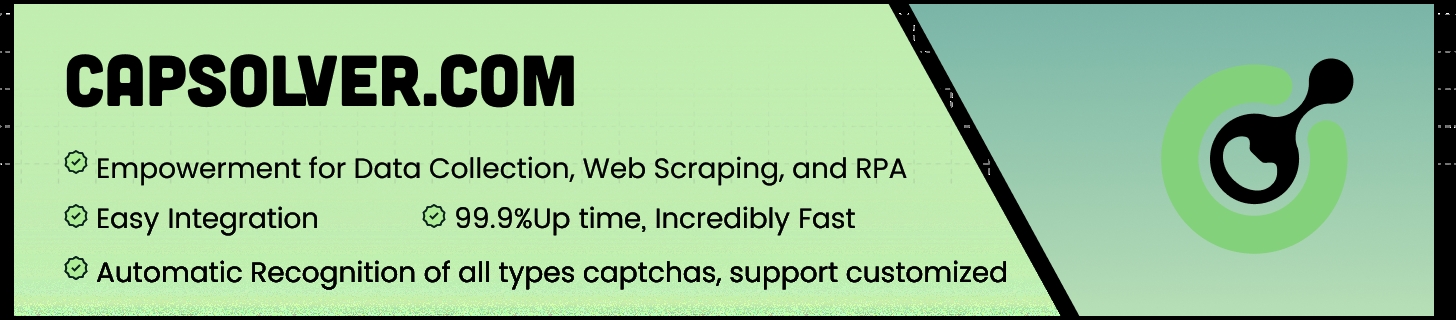 CAPSOLVER.COM
Empowerment for Data Collection, Web Scraping, and RPA
Easy Integration 99.9%Up time, Incredibly Fast
Automatic Recognition of all types captchas, support customized